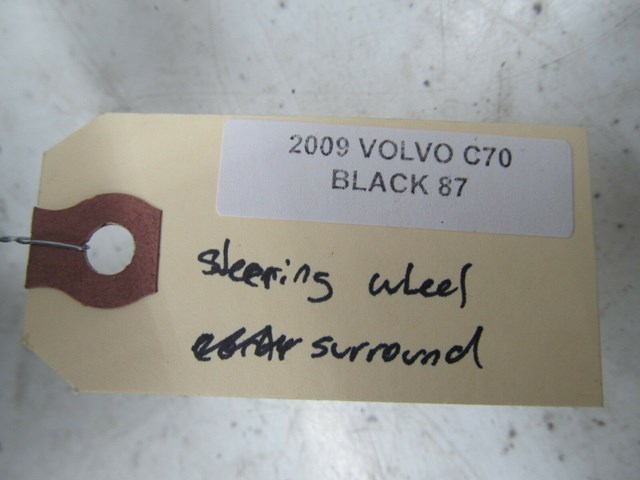 2009 VOLVO C70
BLACK 87
steering wheel
surround